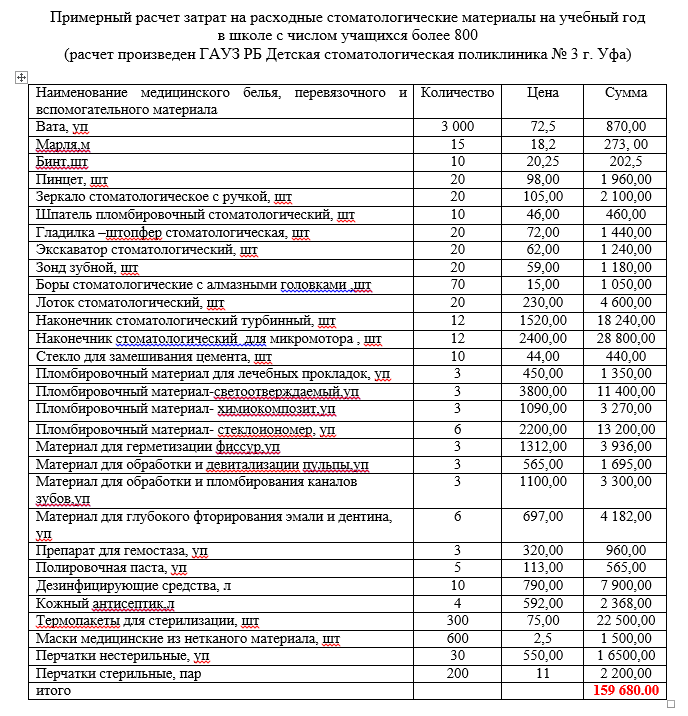 Примерный расчет затрат на расходные стоматологические материалы на учебный год
в школе с числом учащихся более 800
(расчет произведен ГАУЗ РБ Детская стоматологическая поликлиника № 3 г. Уфа)
Наименование медицинского белья, перевязочного и вспомогательного материала Количество Цена Сумма
Вата, уп 3 000 72,5 870,00
Марля,м 15 18,2 273, 00
Бинт,шт 10 20,25 202,5
Пинцет, шт 20 98,00 1 960,00
Зеркало стоматологическое с ручкой, шт 20 105,00 2 100,00
Шпатель пломбировочный стоматологический, шт 10 46,00 460,00
Гладилка –штопфер стоматологическая, шт 20 72,00 1 440,00
Экскаватор стоматологический, шт 20 62,00 1 240,00
Зонд зубной, шт 20 59,00 1 180,00
Боры стоматологические с алмазными головками ,шт 70 15,00 1 050,00
Лоток стоматологический, шт 20 230,00 4 600,00
Наконечник стоматологический турбинный, шт 12 1520,00 18 240,00
Наконечник стоматологический для микромотора , шт 12 2400,00 28 800,00
Стекло для замешивания цемента, шт 10 44,00 440,00
Пломбировочный материал для лечебных прокладок, уп 3 450,00 1 350,00
Пломбировочный материал-светоотверждаемый,уп 3 3800,00 11 400,00
Пломбировочный материал- химиокомпозит,уп 3 1090,00 3 270,00
Пломбировочный материал- стеклоиономер, уп 6 2200,00 13 200,00
Материал для герметизации фиссур,уп 3 1312,00 3 936,00
Материал для обработки и девитализации пульпы,уп 3 565,00 1 695,00
Материал для обработки и пломбирования каналов 3 1100,00 3 300,00
зубов,уп
Материал для глубокого фторирования эмали и дентина, 6 697,00 4 182,00
уп
Препарат для гемостаза, уп 3 320,00 960,00
Полировочная паста, уп 5 113,00 565,00
Дезинфицирующие средства, л 10 790,00 7 900,00
Кожный антисептик,л 4 592,00 2 368,00
Термопакеты для стерилизации, шт 300 75,00 22 500,00
Маски медицинские из нетканого материала, шт 600 2,5 1 500,00
Перчатки нестерильные, уп 30 550,00 1 6500,00
Перчатки стерильные, пар 200 11 2 200,00
итого 159 680.00